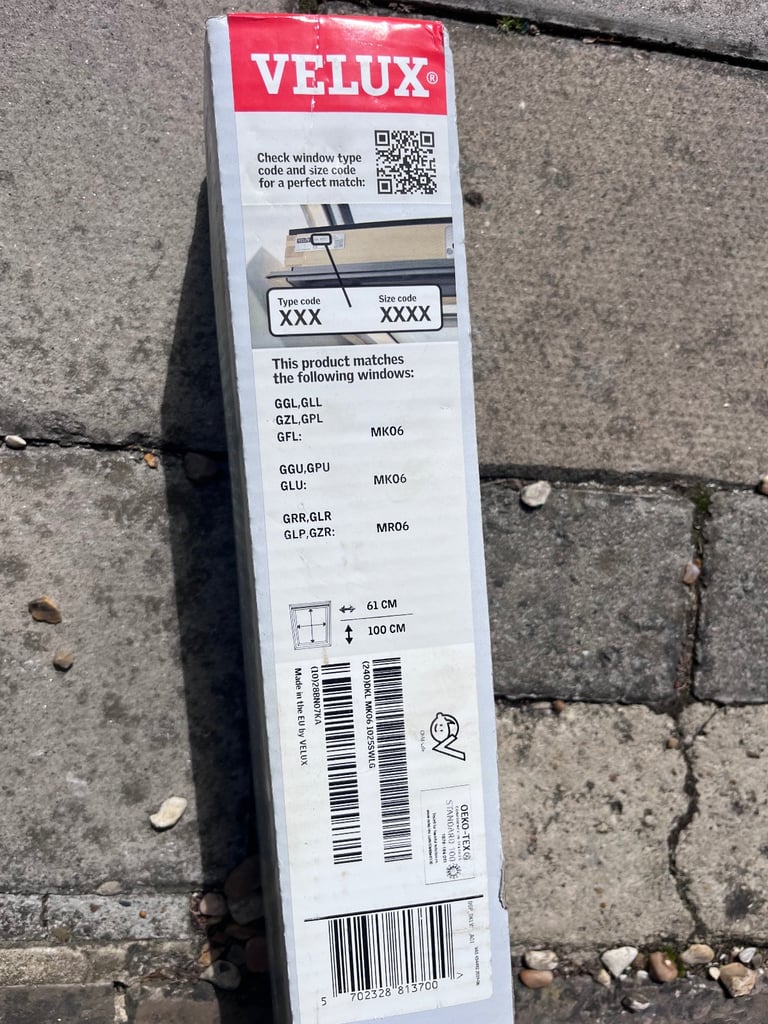 VELUX®
Check window type
code and size code
for a perfect match:
Type code
XXX
Size code
XXXX
This product matches
the following windows:
GGL,GLL
GZL,GPL
GFL: MK06
GGU,GPU
GLU: MK06
GRR,GLR
GLP,GZR: MR06
61 CM
100 CM
(240)DKL MK06 1025SWLG
(10)28BN07KA
Made in the EU by VELUX
OEKO-TEX®
STANDARD 100
5 702328 813700 >